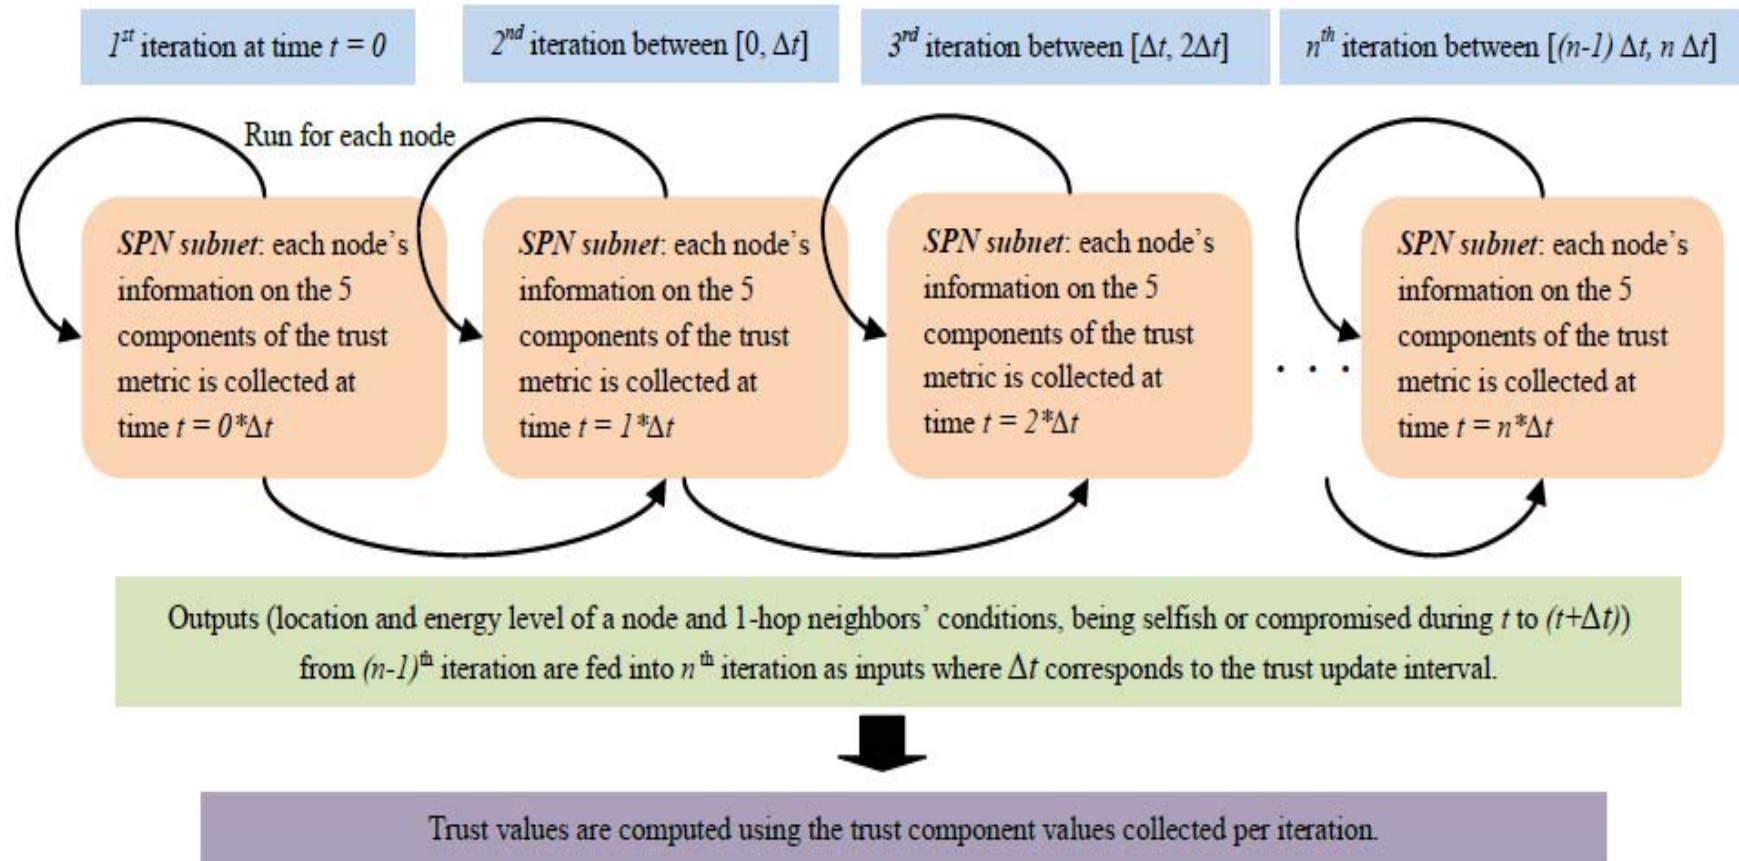 1st iteration at time t = 0
2nd iteration between [0, Δt]
3rd iteration between [Δt, 2Δt]
nth iteration between [(n-1) Δt, n Δt]
Run for each node
SPN subnet: each node's
information on the 5
components of the trust
metric is collected at
time t = 0*Δt
SPN subnet: each node's
information on the 5
components of the trust
metric is collected at
time t = 1*Δt
SPN subnet: each node's
information on the 5
components of the trust
metric is collected at
time t = 2*Δt
. . .
SPN subnet: each node's
information on the 5
components of the trust
metric is collected at
time t = n*Δt
Outputs (location and energy level of a node and 1-hop neighbors' conditions, being selfish or compromised during t to (t+Δt))
from (n-1)th iteration are fed into n th iteration as inputs where Δt corresponds to the trust update interval.
Trust values are computed using the trust component values collected per iteration.